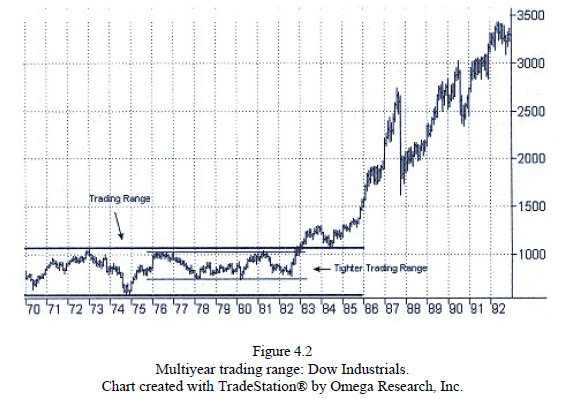 3500
3000
2500
2000
Trading Range
1500
1000
Tighter Trading Range
70 71 72 73 74 75 76 77 78 79 80 81 82 83 84 85 86 87 88 89 90 91 92
Figure 4.2
Multiyear trading range: Dow Industrials.
Chart created with TradeStation® by Omega Research, Inc.